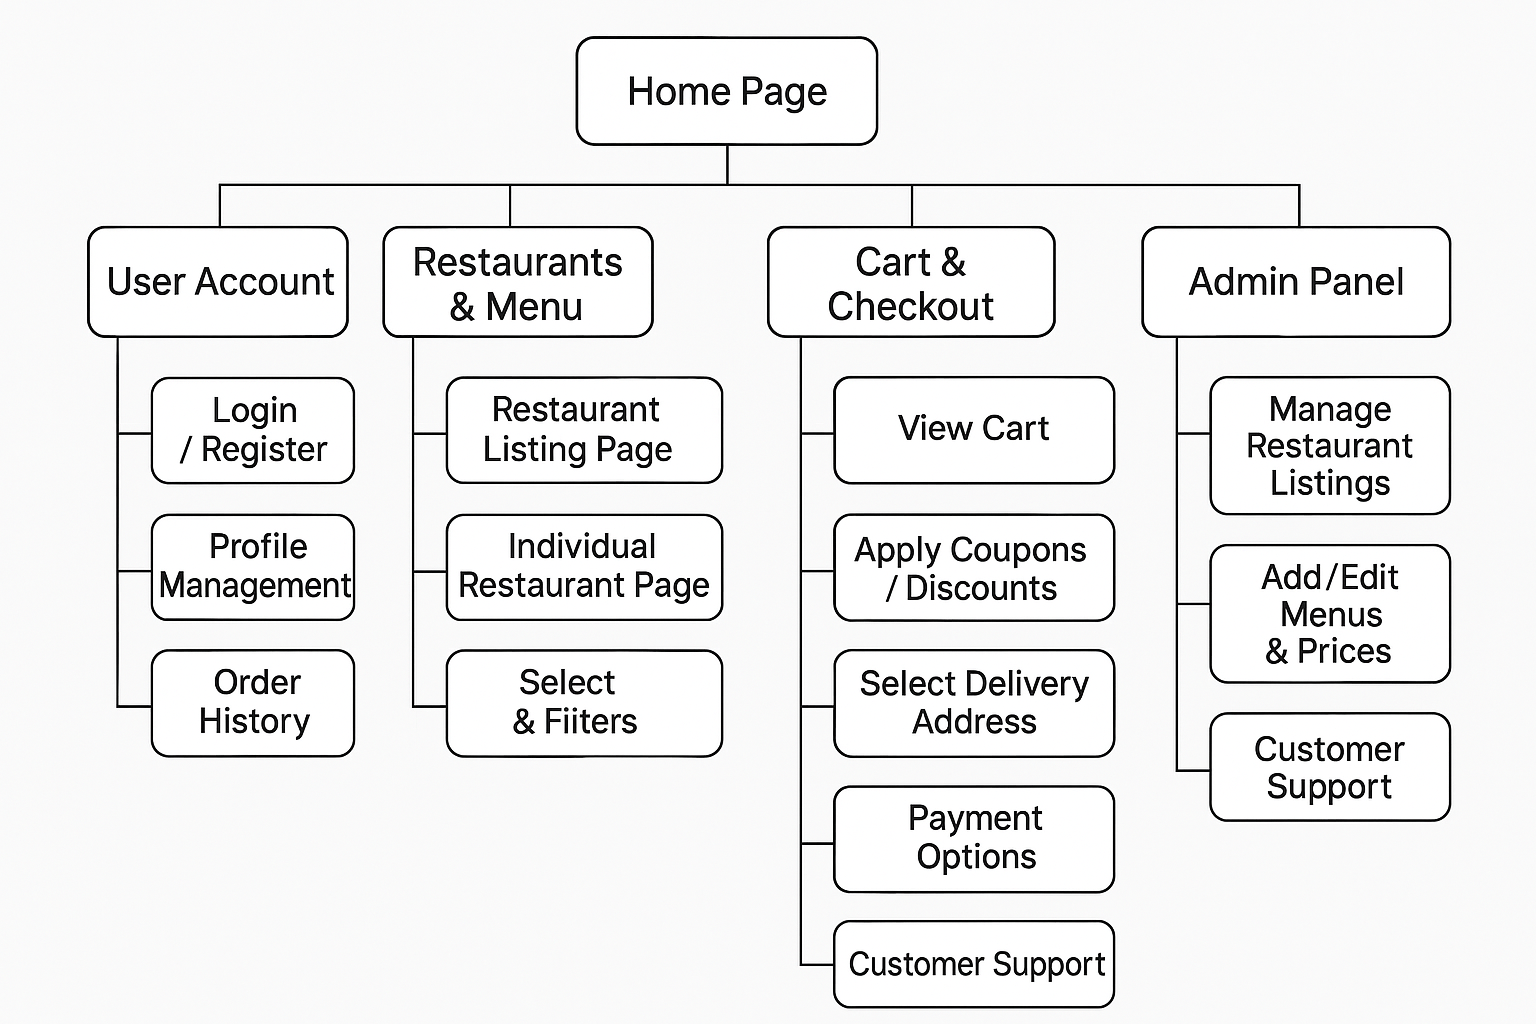 Home Page
User Account
Login
/ Register
Profile
Management
Order
History
Restaurants
& Menu
Restaurant
Listing Page
Individual
Restaurant Page
Select
& Fiiters
Cart &
Checkout
View Cart
Apply Coupons
/ Discounts
Select Delivery
Address
Payment
Options
Customer Support
Admin Panel
Manage
Restaurant
Listings
Add/Edit
Menus
& Prices
Customer
Support